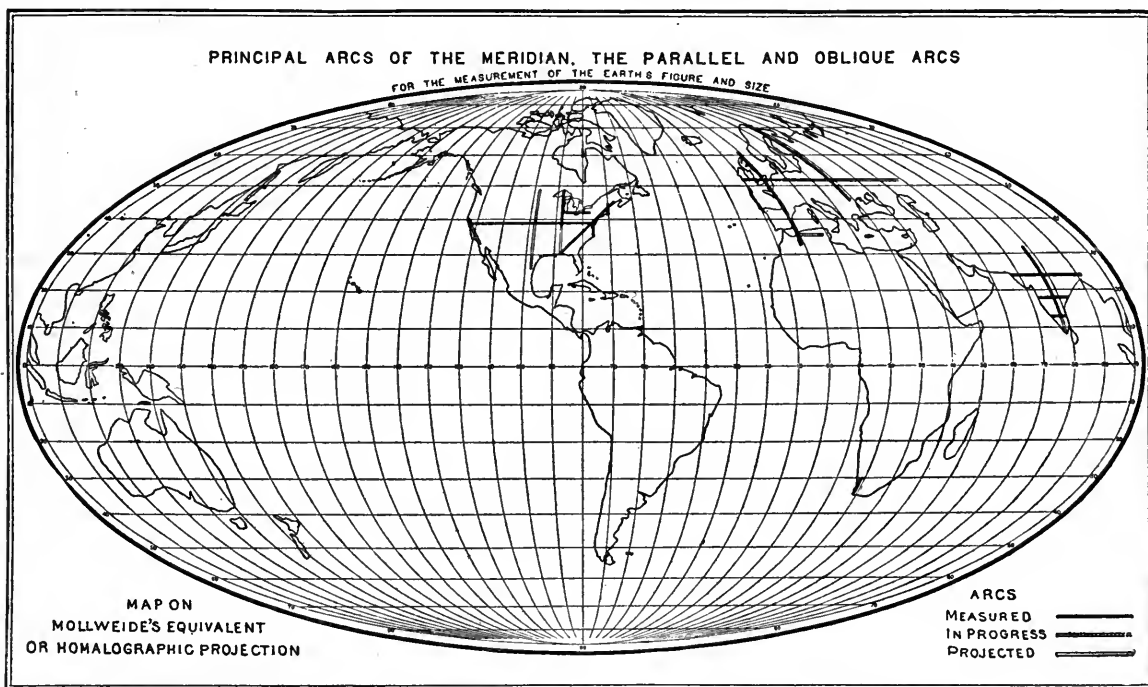 PRINCIPAL ARCS OF THE MERIDIAN, THE PARALLEL AND OBLIQUE ARCS
FOR THE MEASUREMENT OF THE EARTH'S FIGURE AND SIZE
MAP ON
MOLLWEIDE'S EQUIVALENT
OR HOMALOGRAPHIC PROJECTION
ARCS
MEASURED
IN PROGRESS
PROJECTED